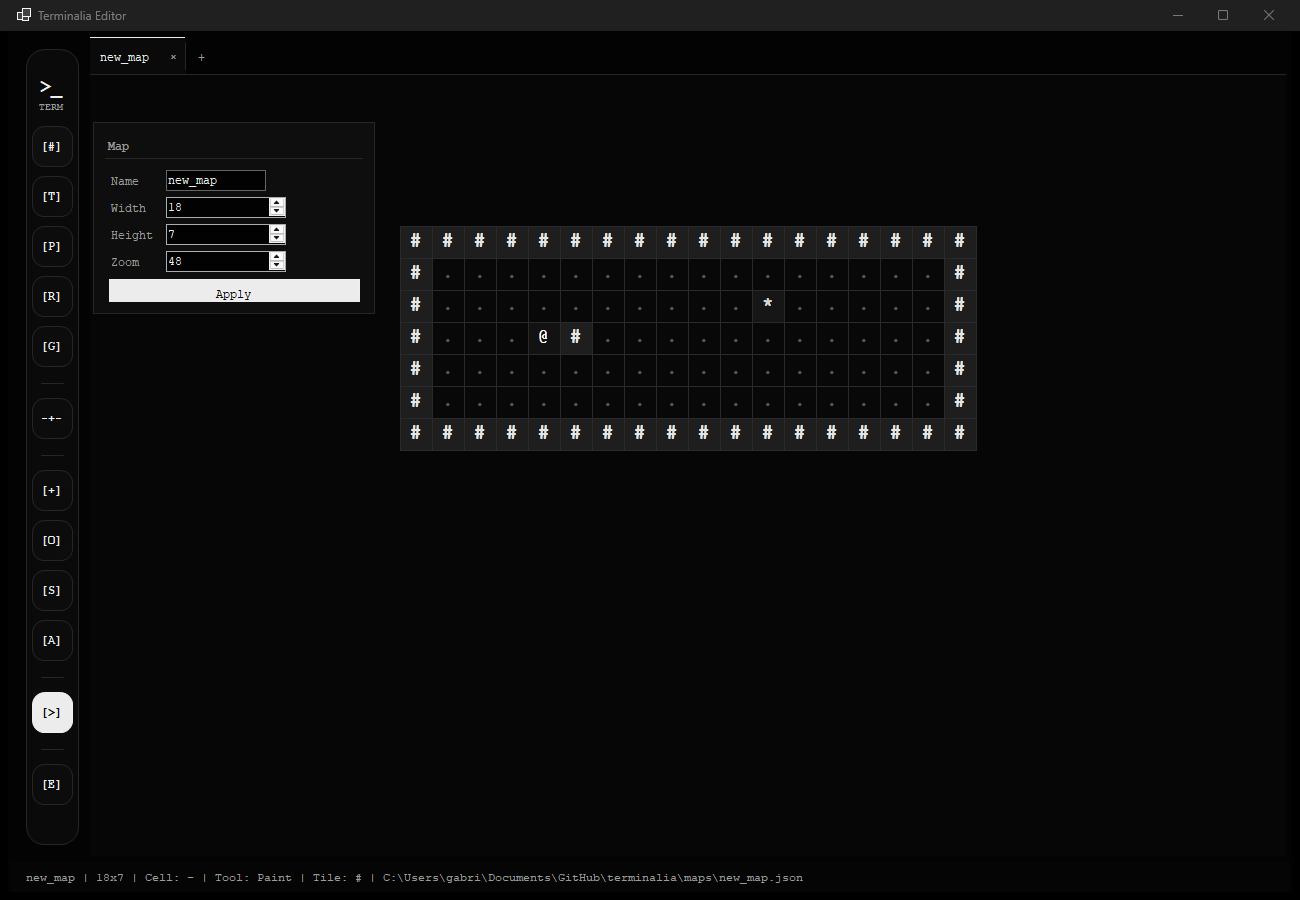 Terminalia Editor
new_map × +
>_
TERM
[#]
[T]
[P]
[R]
[G]
-+-
[+]
[O]
[S]
[A]
[>]
[E]
Map
Name new_map
Width 18
Height 7
Zoom 48
Apply
# # # # # # # # # # # # # # # # # #
# . . . . . . . . . . . . . . . . #
# . . . . . . . . . . * . . . . . #
# . . . @ # . . . . . . . . . . . #
# . . . . . . . . . . . . . . . . #
# . . . . . . . . . . . . . . . . #
# # # # # # # # # # # # # # # # # #
new_map | 18x7 | Cell: - | Tool: Paint | Tile: # | C:\Users\gabri\Documents\GitHub\terminalia\maps\new_map.json